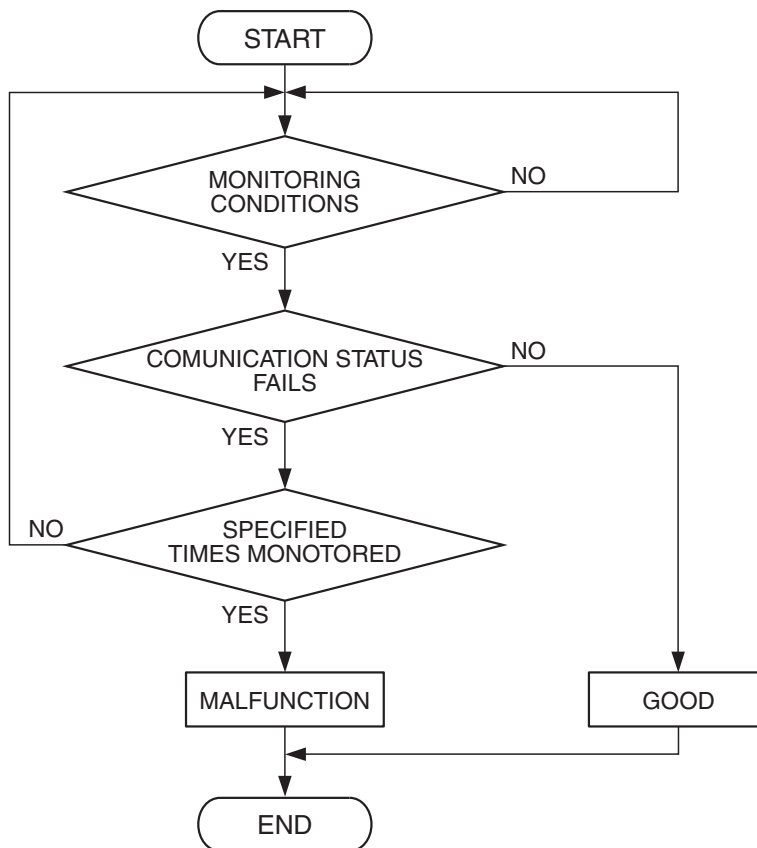 START
MONITORING
CONDITIONS
NO
YES
COMUNICATION STATUS
FAILS
NO
YES
SPECIFIED
TIMES MONOTORED
NO
YES
MALFUNCTION
GOOD
END